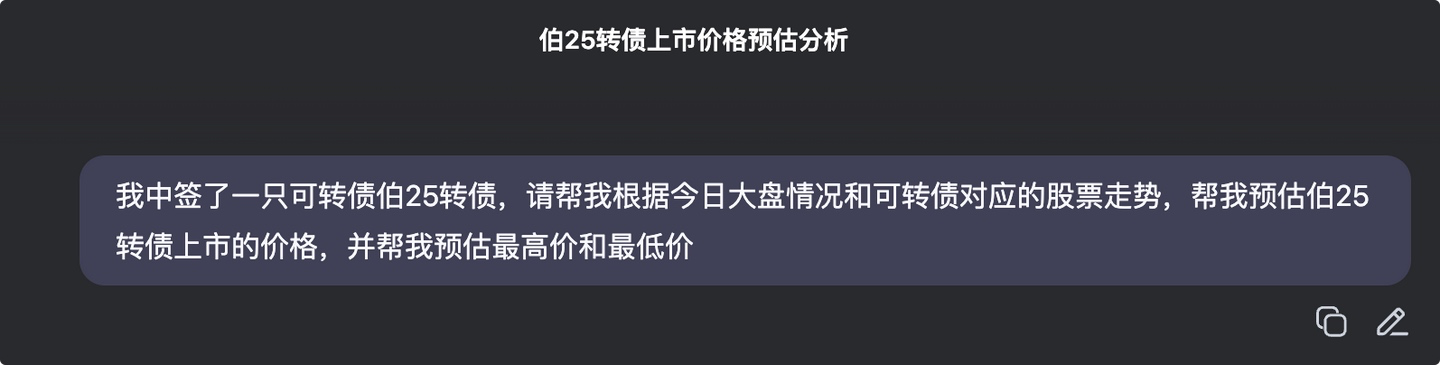 伯25转债上市价格预估分析
我中签了一只可转债伯25转债，请帮我根据今日大盘情况和可转债对应的股票走势，帮我预估伯25
转债上市的价格，并帮我预估最高价和最低价